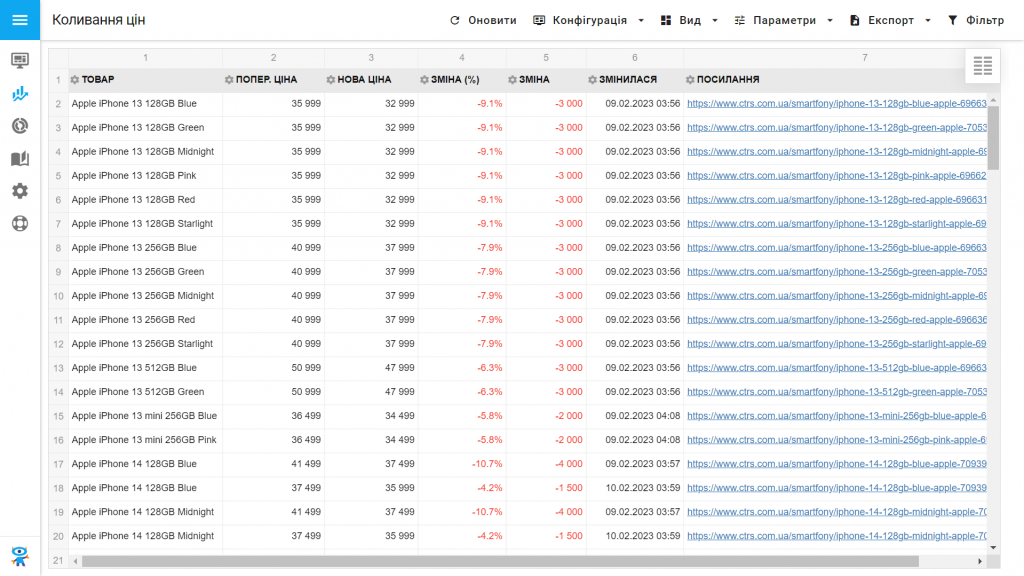 Коливання цін Оновити Конфігурація Вид Параметри Експорт Фільтр
1 2 3 4 5 6 7
1 ТОВАР ПОПЕР. ЦІНА НОВА ЦІНА ЗМІНА (%) ЗМІНА ЗМІНИЛАСЯ ПОСИЛАННЯ
2 Apple iPhone 13 128GB Blue 35 999 32 999 -9.1% -3 000 09.02.2023 03:56 https://www.ctrs.com.ua/smartfony/iphone-13-128gb-blue-apple-69663
3 Apple iPhone 13 128GB Green 35 999 32 999 -9.1% -3 000 09.02.2023 03:56 https://www.ctrs.com.ua/smartfony/iphone-13-128gb-green-apple-7053
4 Apple iPhone 13 128GB Midnight 35 999 32 999 -9.1% -3 000 09.02.2023 03:56 https://www.ctrs.com.ua/smartfony/iphone-13-128gb-midnight-apple-69
5 Apple iPhone 13 128GB Pink 35 999 32 999 -9.1% -3 000 09.02.2023 03:56 https://www.ctrs.com.ua/smartfony/iphone-13-128gb-pink-apple-69662
6 Apple iPhone 13 128GB Red 35 999 32 999 -9.1% -3 000 09.02.2023 03:56 https://www.ctrs.com.ua/smartfony/iphone-13-128gb-red-apple-696631
7 Apple iPhone 13 128GB Starlight 35 999 32 999 -9.1% -3 000 09.02.2023 03:56 https://www.ctrs.com.ua/smartfony/iphone-13-128gb-starlight-apple-69
8 Apple iPhone 13 256GB Blue 40 999 37 999 -7.9% -3 000 09.02.2023 03:56 https://www.ctrs.com.ua/smartfony/iphone-13-256gb-blue-apple-69663
9 Apple iPhone 13 256GB Green 40 999 37 999 -7.9% -3 000 09.02.2023 03:56 https://www.ctrs.com.ua/smartfony/iphone-13-256gb-green-apple-7053
10 Apple iPhone 13 256GB Midnight 40 999 37 999 -7.9% -3 000 09.02.2023 03:56 https://www.ctrs.com.ua/smartfony/iphone-13-256gb-midnight-apple-69
11 Apple iPhone 13 256GB Red 40 999 37 999 -7.9% -3 000 09.02.2023 03:56 https://www.ctrs.com.ua/smartfony/iphone-13-256gb-red-apple-696636
12 Apple iPhone 13 256GB Starlight 40 999 37 999 -7.9% -3 000 09.02.2023 03:56 https://www.ctrs.com.ua/smartfony/iphone-13-256gb-starlight-apple-69
13 Apple iPhone 13 512GB Blue 50 999 47 999 -6.3% -3 000 09.02.2023 03:56 https://www.ctrs.com.ua/smartfony/iphone-13-512gb-blue-apple-69663
14 Apple iPhone 13 512GB Green 50 999 47 999 -6.3% -3 000 09.02.2023 03:56 https://www.ctrs.com.ua/smartfony/iphone-13-512gb-green-apple-7053
15 Apple iPhone 13 mini 256GB Blue 36 499 34 499 -5.8% -2 000 09.02.2023 04:08 https://www.ctrs.com.ua/smartfony/iphone-13-mini-256gb-blue-apple-6
16 Apple iPhone 13 mini 256GB Pink 36 499 34 499 -5.8% -2 000 09.02.2023 04:08 https://www.ctrs.com.ua/smartfony/iphone-13-mini-256gb-pink-apple-6
17 Apple iPhone 14 128GB Blue 41 499 37 499 -10.7% -4 000 09.02.2023 03:57 https://www.ctrs.com.ua/smartfony/iphone-14-128gb-blue-apple-70939
18 Apple iPhone 14 128GB Blue 37 499 35 999 -4.2% -1 500 10.02.2023 03:59 https://www.ctrs.com.ua/smartfony/iphone-14-128gb-blue-apple-70939
19 Apple iPhone 14 128GB Midnight 41 499 37 499 -10.7% -4 000 09.02.2023 03:57 https://www.ctrs.com.ua/smartfony/iphone-14-128gb-midnight-apple-70
20 Apple iPhone 14 128GB Midnight 37 499 35 999 -4.2% -1 500 10.02.2023 03:59 https://www.ctrs.com.ua/smartfony/iphone-14-128gb-midnight-apple-70
21